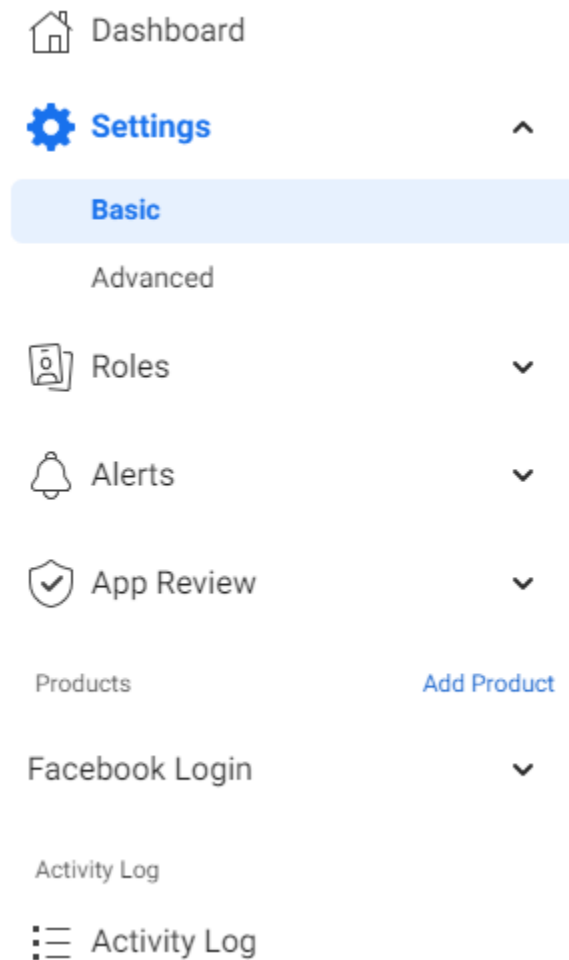 Dashboard
Settings
Basic
Advanced
Roles
Alerts
App Review
Products Add Product
Facebook Login
Activity Log
Activity Log